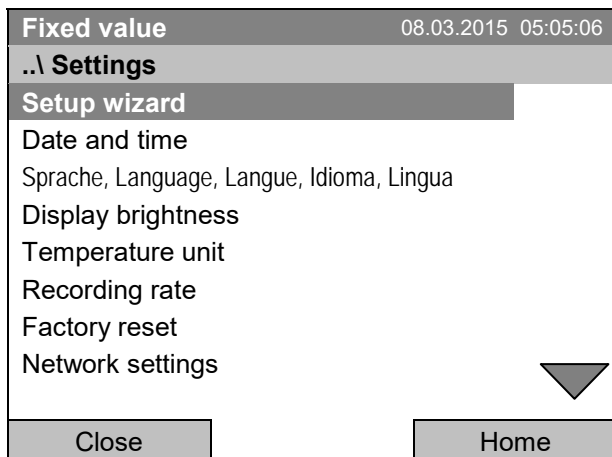 Fixed value 08.03.2015 05:05:06
..\ Settings
Setup wizard
Date and time
Sprache, Language, Langue, Idioma, Lingua
Display brightness
Temperature unit
Recording rate
Factory reset
Network settings
Close Home